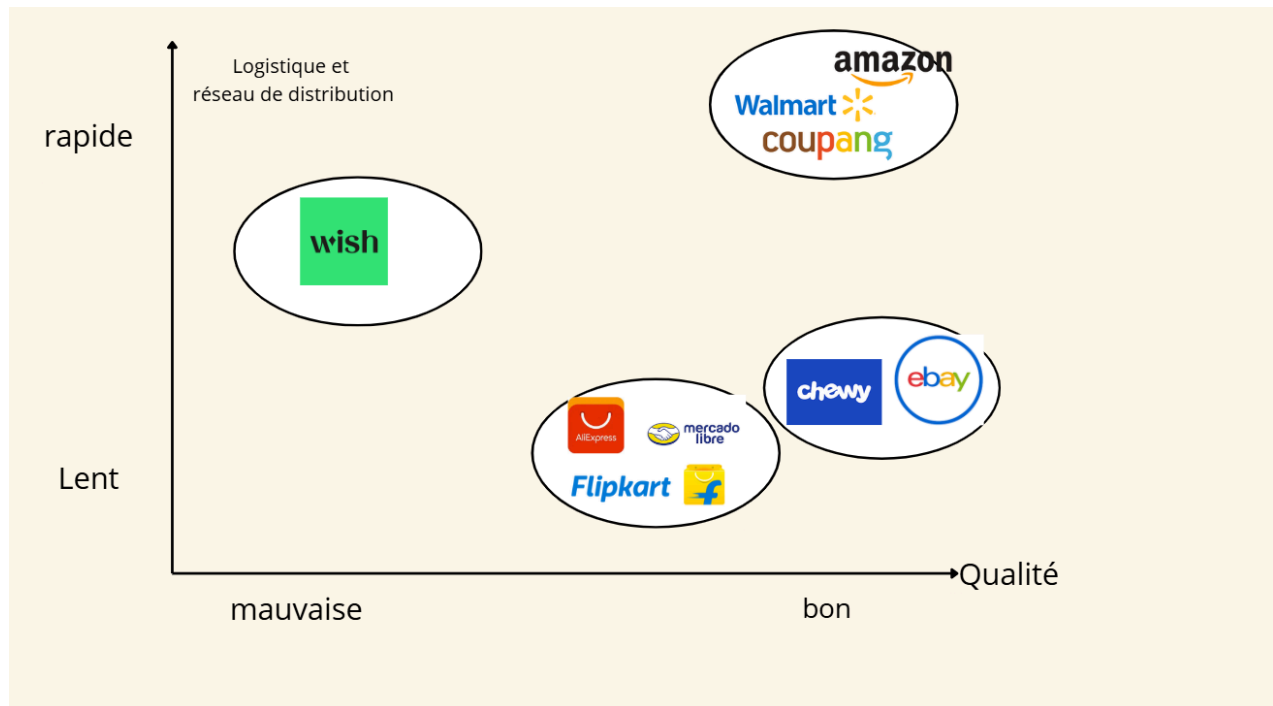 Logistique et
réseau de distribution
rapide
amazon
Walmart
coupang
wish
chewy
ebay
AliExpress
mercado
libre
Flipkart
f
Lent
Qualité
mauvaise
bon